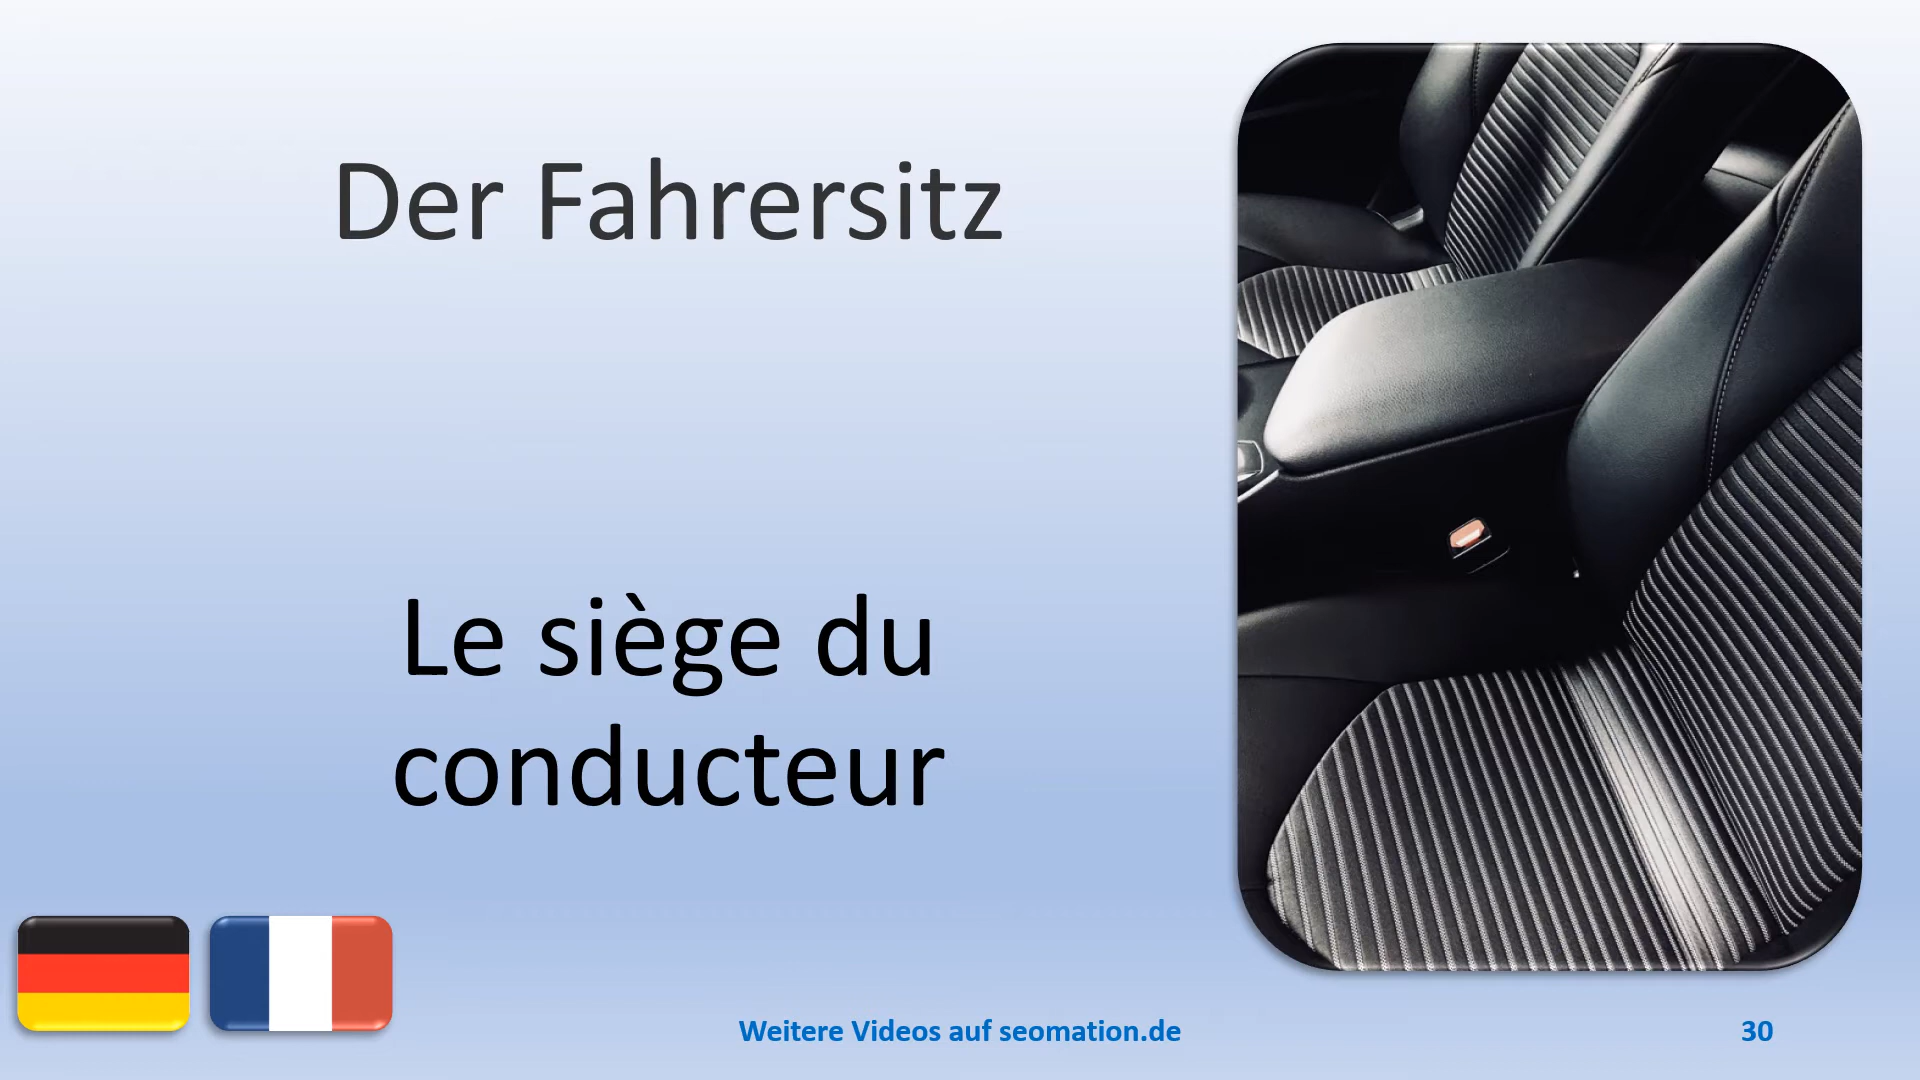 Der Fahrersitz
Le siège du
conducteur
Weitere Videos auf seomation.de
30